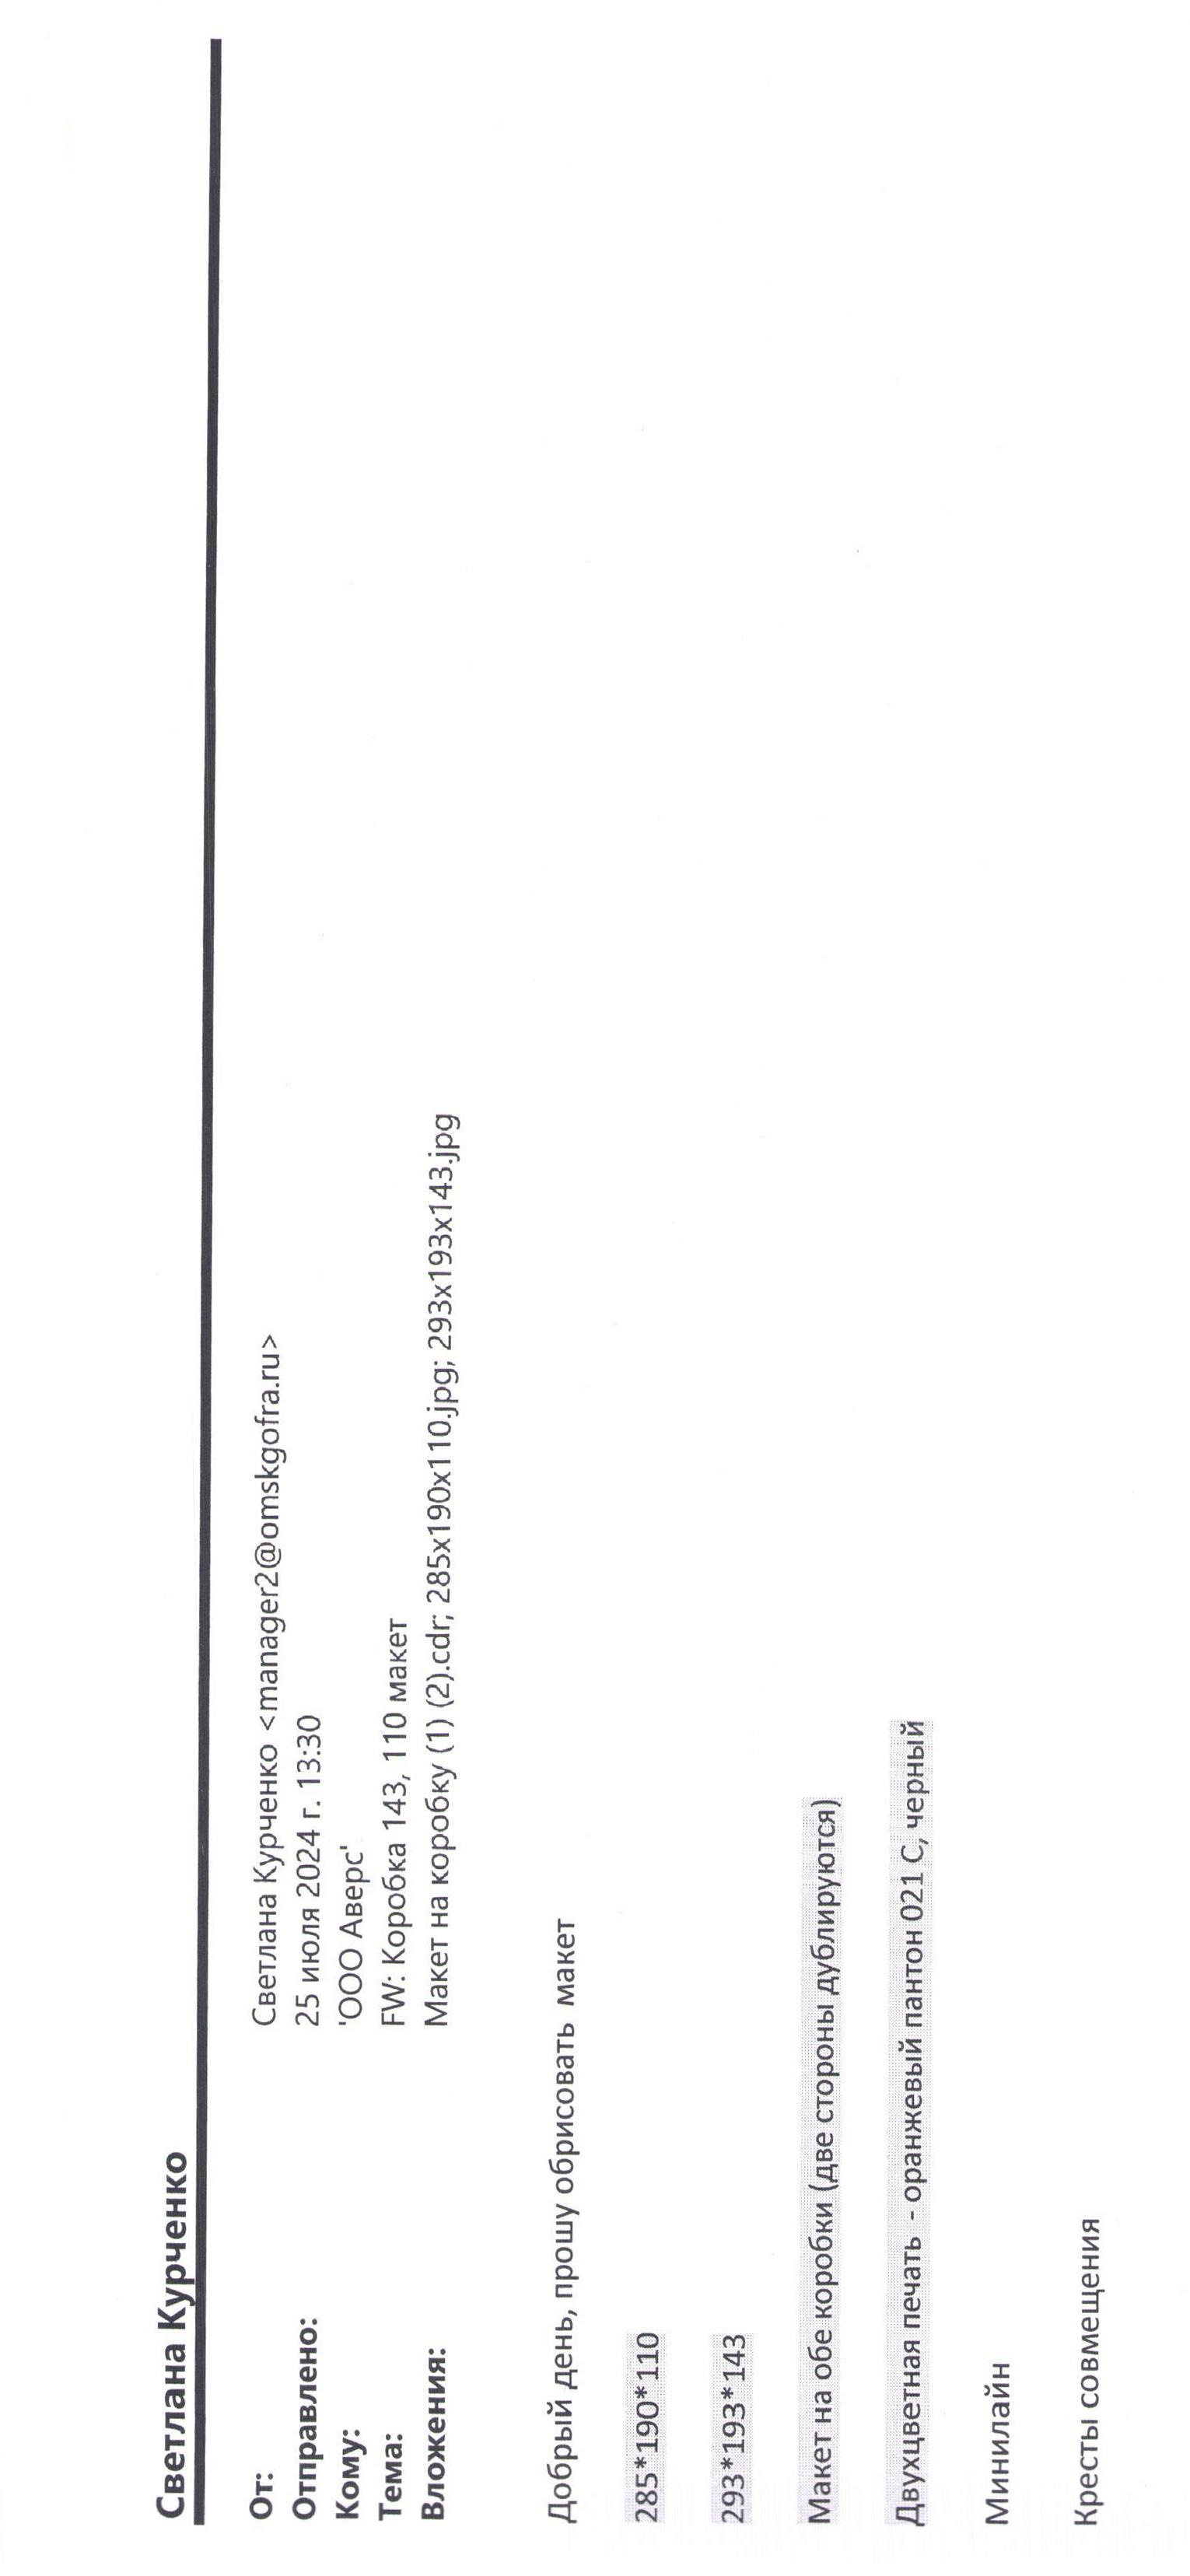 Светлана Курченко
От: Светлана Курченко <manager2@omskgofra.ru>
Отправлено: 25 июля 2024 г. 13:30
Кому: 'ООО Аверс'
Тема: FW: Коробка 143, 110 макет
Вложения: Макет на коробку (1) (2).cdr; 285x190x110.jpg; 293x193x143.jpg
Добрый день, прошу обрисовать макет
285*190*110
293*193*143
Макет на обе коробки (две стороны дублируются)
Двухцветная печать - оранжевый пантон 021 С, черный
Минилайн
Кресты совмещения